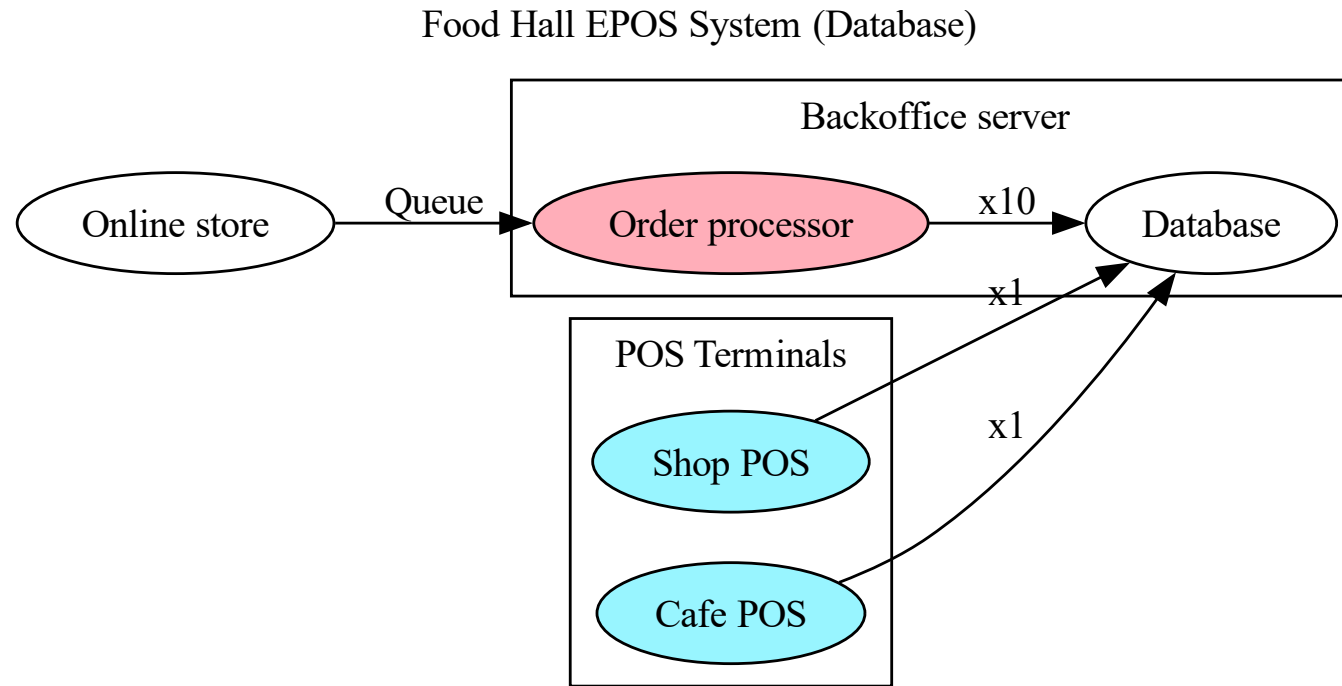 Food Hall EPOS System (Database)
Backoffice server
Online store
Queue
Order processor
x10
Database
x1
POS Terminals
Shop POS
x1
Cafe POS